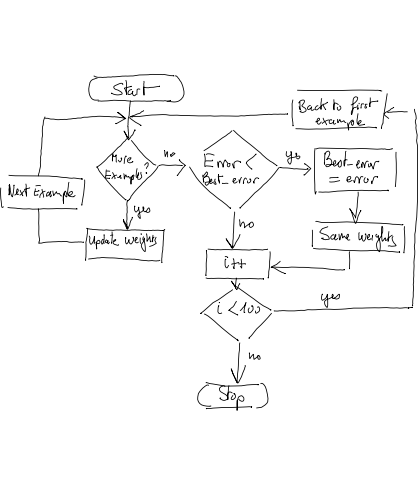 Start
Back to first
example
More
Examples?
no
Error <
Best_error
yes
Best_error
= error
Next Example
yes
Update weights
no
Same weights
i++
i < 100
yes
no
Stop